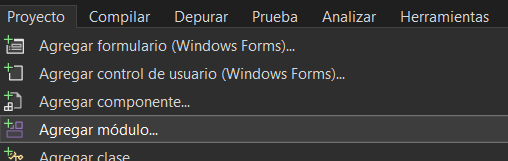 Proyecto Compilar Depurar Prueba Analizar Herramientas
Agregar formulario (Windows Forms)...
Agregar control de usuario (Windows Forms)...
Agregar componente...
Agregar módulo...
Agregar clase